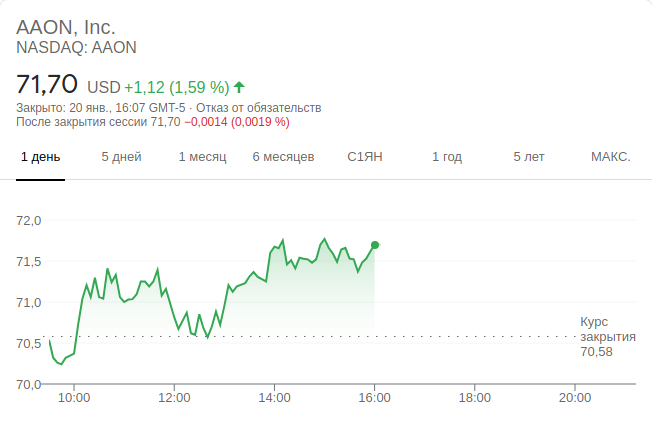 AAON, Inc.
NASDAQ: AAON
71,70 USD +1,12 (1,59 %)
Закрыто: 20 янв., 16:07 GMT-5 · Отказ от обязательств
После закрытия сессии 71,70 −0,0014 (0,0019 %)
1 день 5 дней 1 месяц 6 месяцев С1ЯН 1 год 5 лет МАКС.
72,0
71,5
71,0
70,5
70,0
Курс
закрытия
70,58
10:00 12:00 14:00 16:00 18:00 20:00